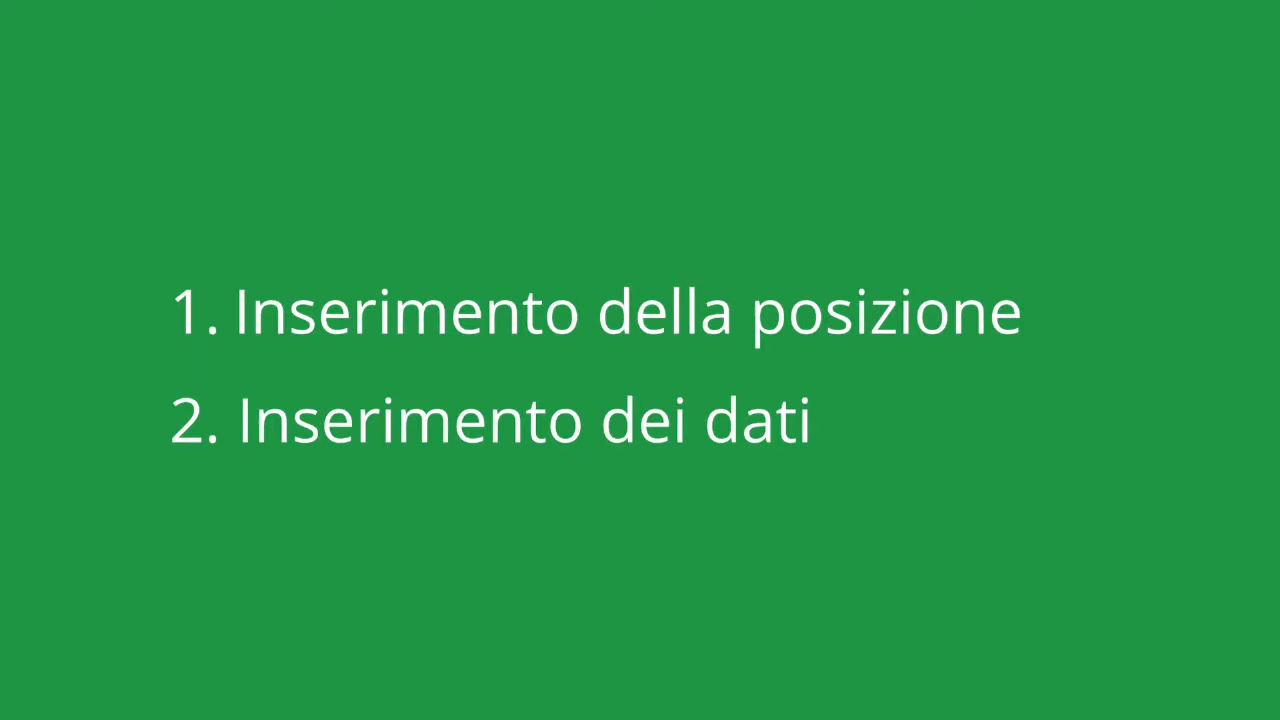 1. Inserimento della posizione
2. Inserimento dei dati